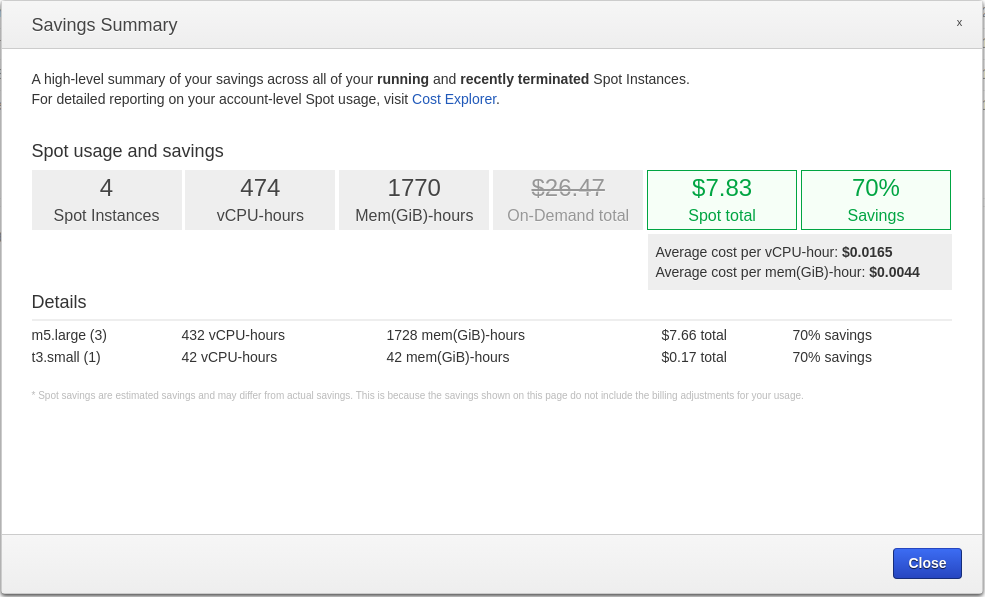 Savings Summary
x
A high-level summary of your savings across all of your running and recently terminated Spot Instances.
For detailed reporting on your account-level Spot usage, visit Cost Explorer.
Spot usage and savings
4 474 1770 $26.47 $7.83 70%
Spot Instances vCPU-hours Mem(GiB)-hours On-Demand total Spot total Savings
Average cost per vCPU-hour: $0.0165
Average cost per mem(GiB)-hour: $0.0044
Details
m5.large (3) 432 vCPU-hours 1728 mem(GiB)-hours $7.66 total 70% savings
t3.small (1) 42 vCPU-hours 42 mem(GiB)-hours $0.17 total 70% savings
* Spot savings are estimated savings and may differ from actual savings. This is because the savings shown on this page do not include the billing adjustments for your usage.
Close